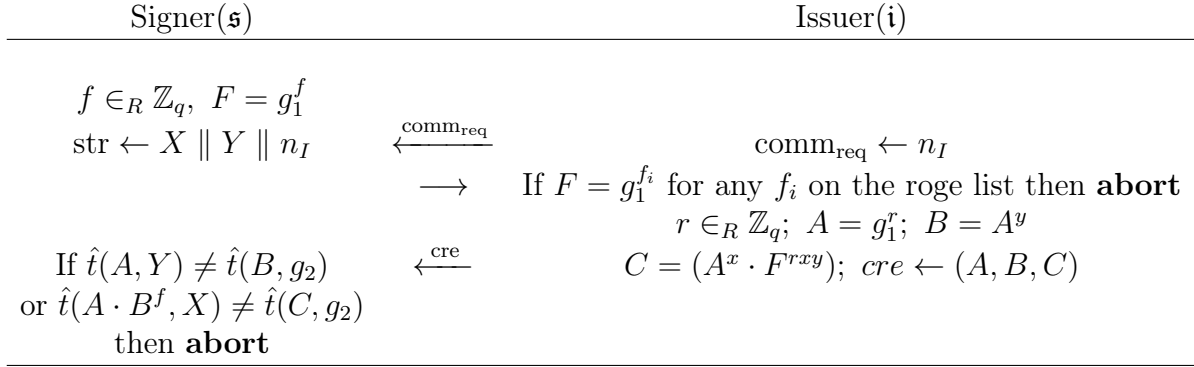 Signer(𝔰) Issuer(𝔦)
f ∈_R ℤ_q, F = g_1^f
str ← X ∥ Y ∥ n_I ⟵^{comm_req} comm_req ← n_I
⟶ If F = g_1^{f_i} for any f_i on the roge list then abort
r ∈_R ℤ_q; A = g_1^r; B = A^y
If t̂(A, Y) ≠ t̂(B, g_2) ⟵^{cre} C = (A^x · F^{rxy}); cre ← (A, B, C)
or t̂(A · B^f, X) ≠ t̂(C, g_2)
then abort